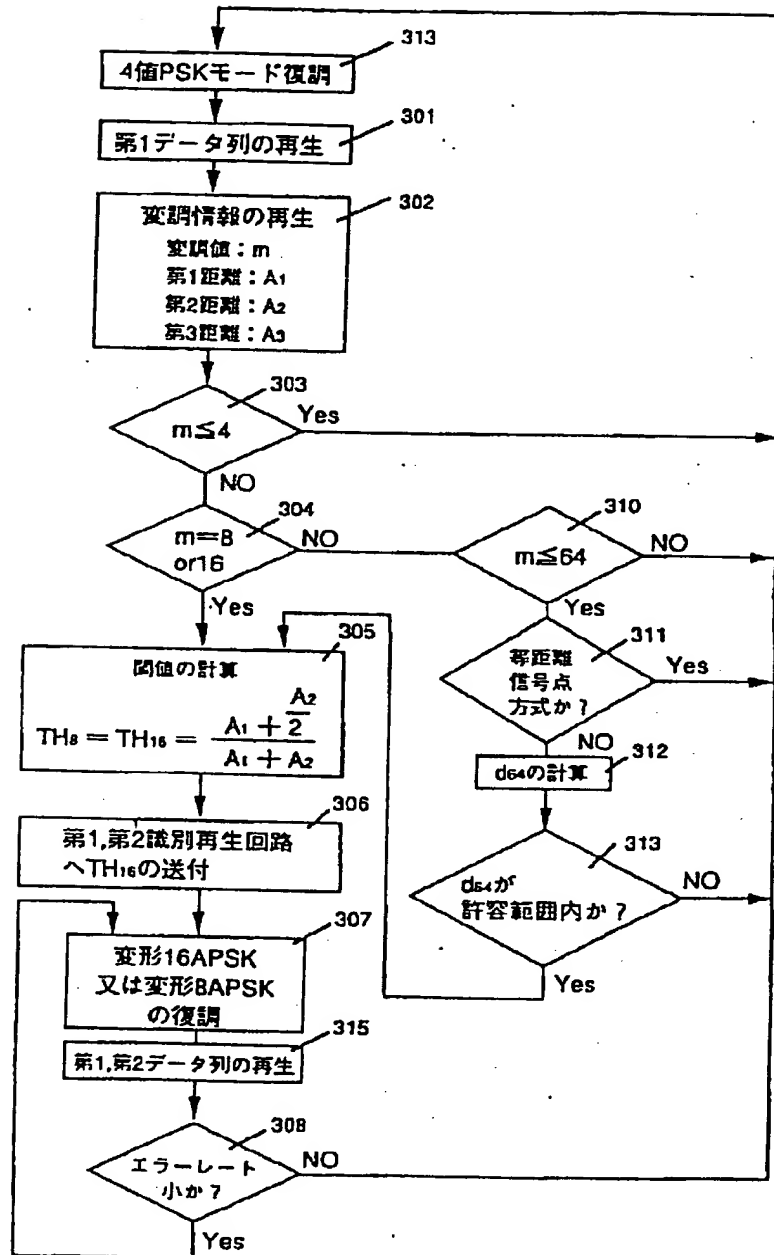 313
4値PSKモード復調
301
第1データ列の再生
302
変調情報の再生
変調値：m
第1距離：A1
第2距離：A2
第3距離：A3
303
m≦4
Yes
NO
304
m=8
or16
NO
Yes
310
m≦64
NO
Yes
311
等距離
信号点
方式か？
Yes
NO
312
d64の計算
313
d64が
許容範囲内か？
NO
Yes
305
閾値の計算
TH8 = TH16 = (A1 + A2/2) / (A1 + A2)
306
第1,第2識別再生回路
へTH16の送付
307
変形16APSK
又は変形8APSK
の復調
315
第1,第2データ列の再生
308
エラーレート
小か？
NO
Yes